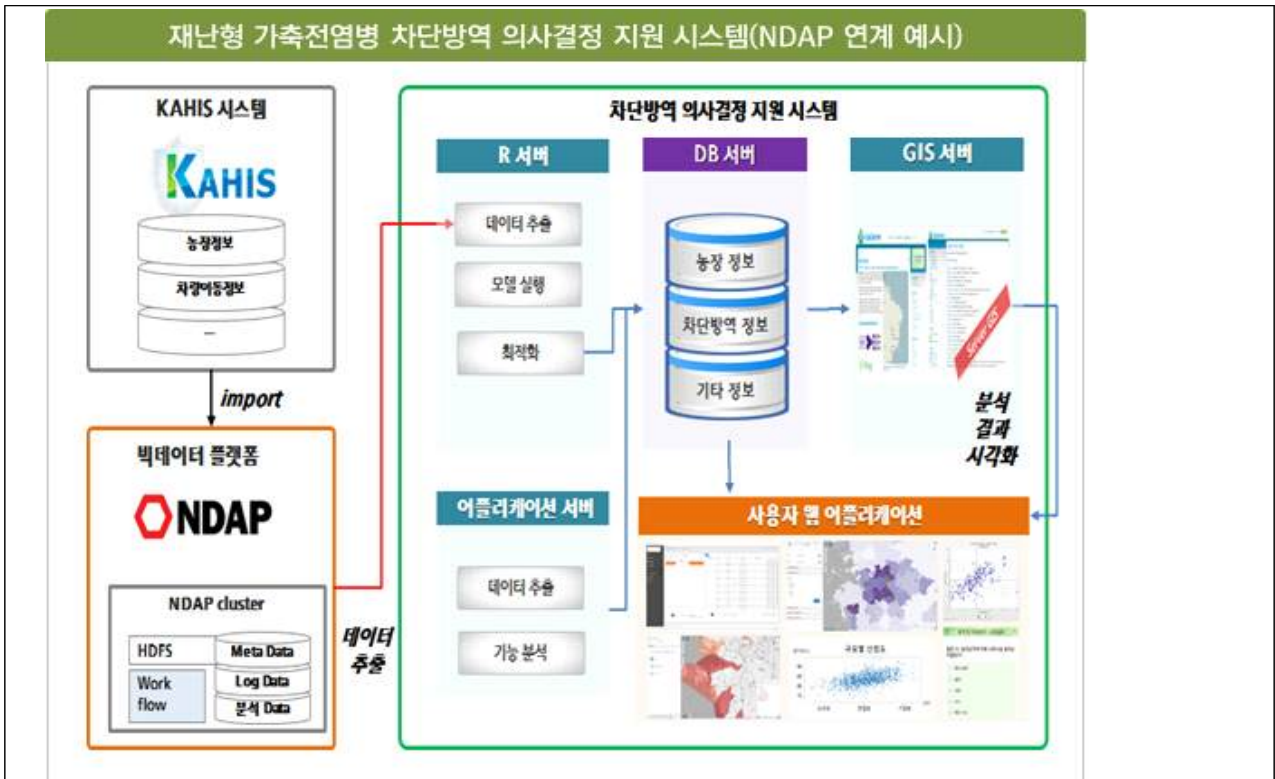 재난형 가축전염병 차단방역 의사결정 지원 시스템(NDAP 연계 예시)
KAHIS 시스템
KAHIS
농장정보
차량이동정보
...
import
빅데이터 플랫폼
NDAP
NDAP cluster
HDFS
Work
flow
Meta Data
Log Data
분석 Data
데이터
추출
차단방역 의사결정 지원 시스템
R 서버
데이터 추출
모델 실행
최적화
어플리케이션 서버
데이터 추출
기능 분석
DB 서버
농장 정보
차단방역 정보
기타 정보
GIS 서버
Server GIS
분석
결과
시각화
사용자 웹 어플리케이션
규모별 산점도